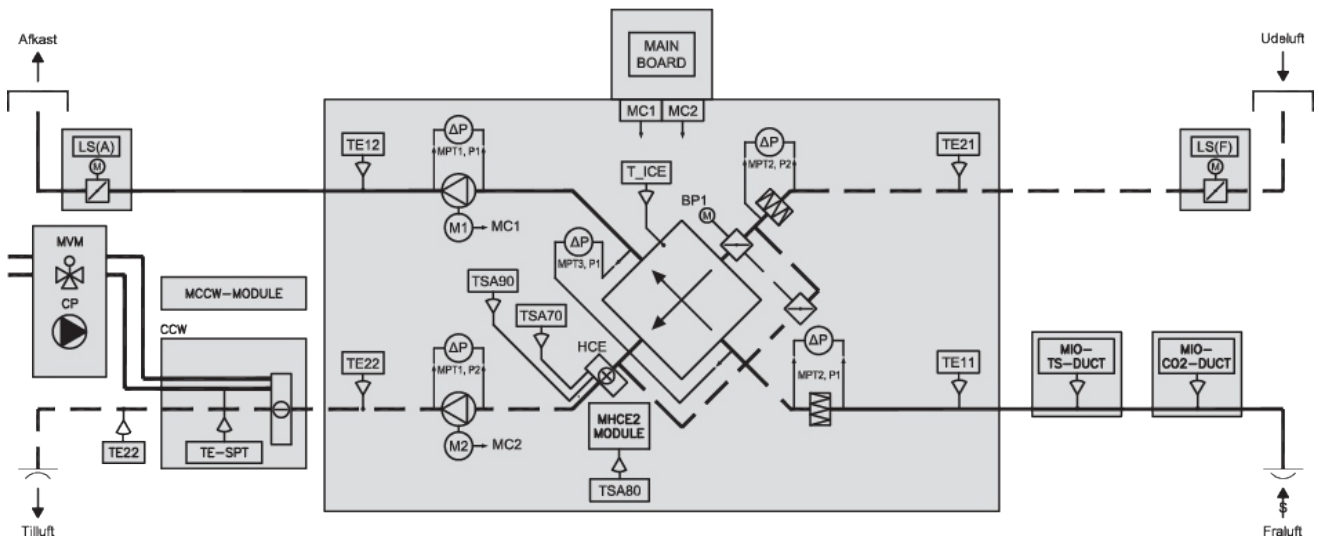 Afkast
MAIN
BOARD
Udeluft
MC1 MC2
LS(A)
M
TE12
ΔP
MPT1, P1
T_ICE
ΔP
MPT2, P2
TE21
LS(F)
M
BP1
M
M1
MC1
MVM
ΔP
MPT3, P1
CP
MCCW-MODULE
TSA90
TSA70
CCW
HCE
TE22
ΔP
MPT1, P2
ΔP
MPT2, P1
TE11
MIO-
TS-DUCT
MIO-
CO2-DUCT
MHCE2
MODULE
M2
MC2
TE22
TE-SPT
TSA80
Tilluft
$
Fraluft